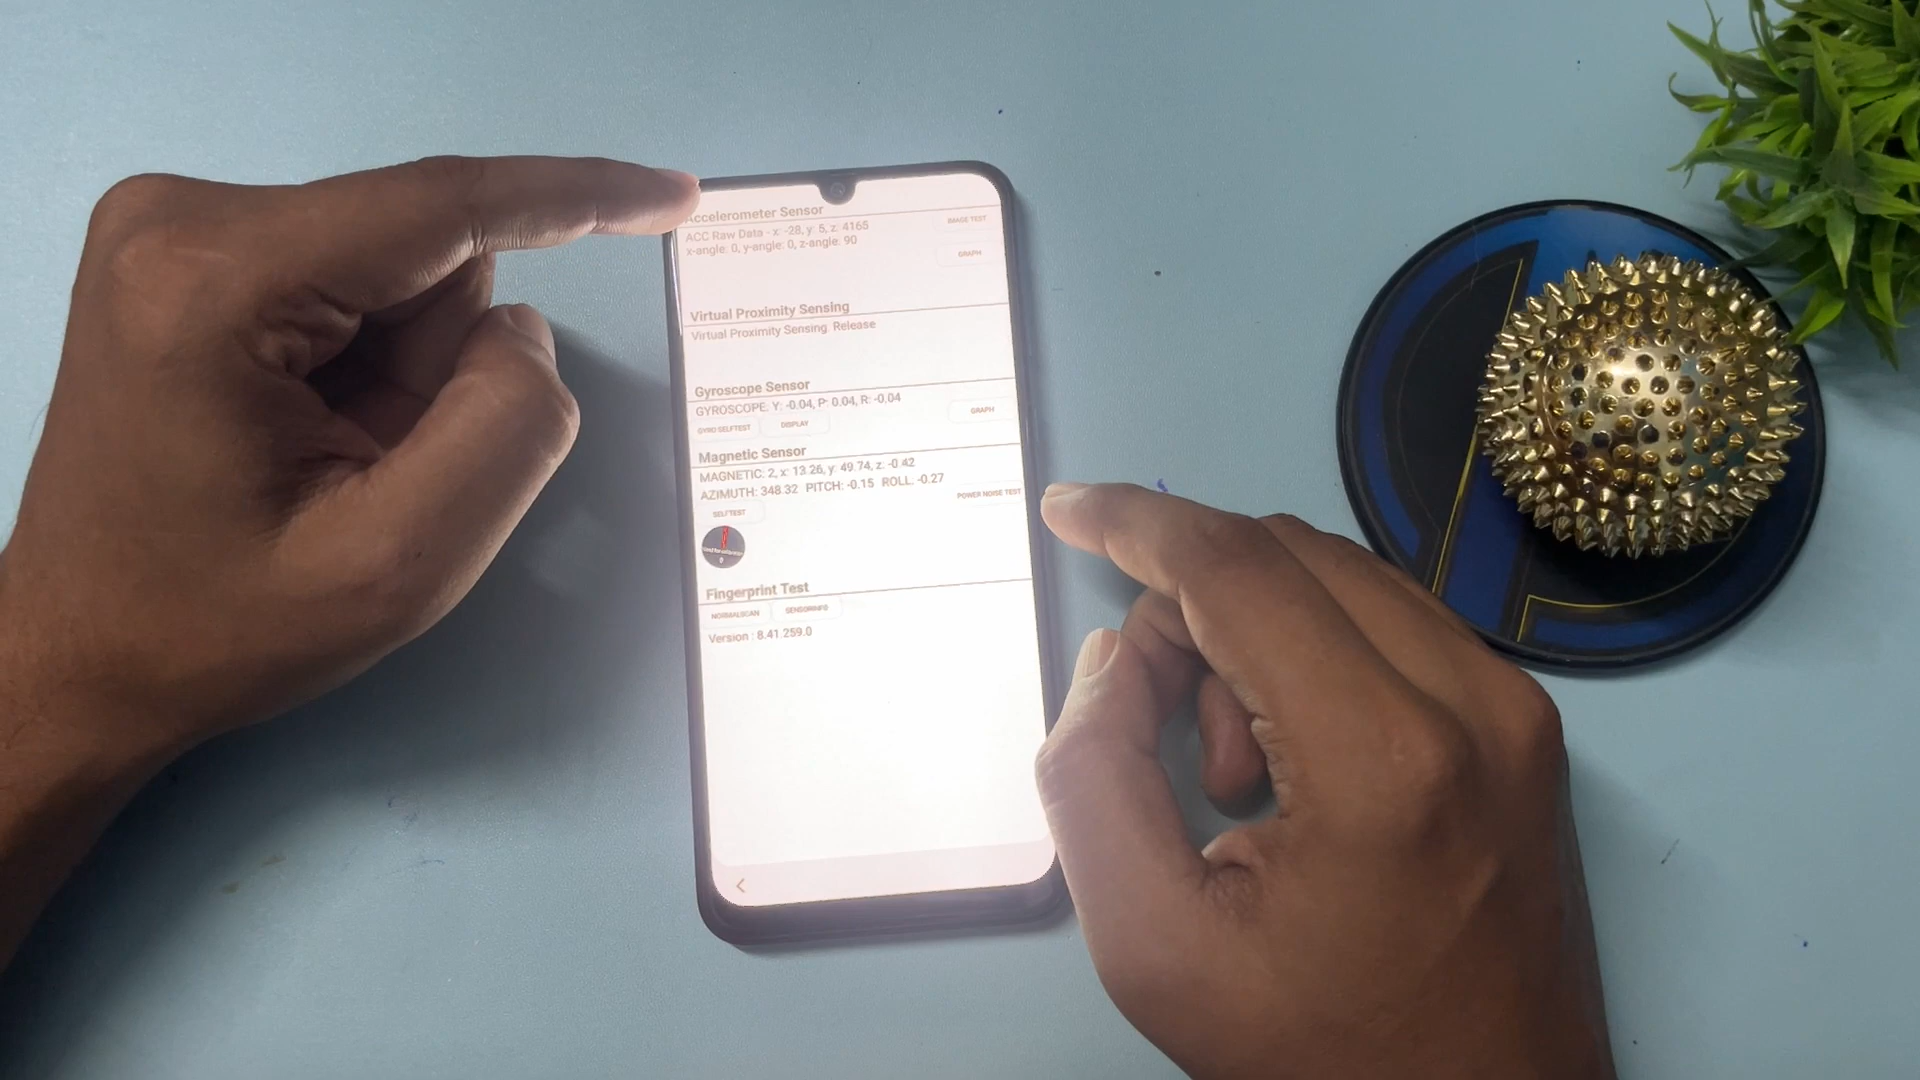 Accelerometer Sensor
ACC Raw Data - x: -28, y: 5, z: 4165
x-angle: 0, y-angle: 0, z-angle: 90
IMAGE TEST
GRAPH
Virtual Proximity Sensing
Virtual Proximity Sensing: Release
Gyroscope Sensor
GYROSCOPE: Y: -0.04, P: 0.04, R: -0.04
GYRO SELFTEST
DISPLAY
GRAPH
Magnetic Sensor
MAGNETIC: 2, x: 13.26, y: 49.74, z: -0.42
AZIMUTH: 348.32 PITCH: -0.15 ROLL: -0.27
SELFTEST
POWER NOISE TEST
Fingerprint Test
NORMALSCAN
SENSORINFO
Version : 8.41.259.0